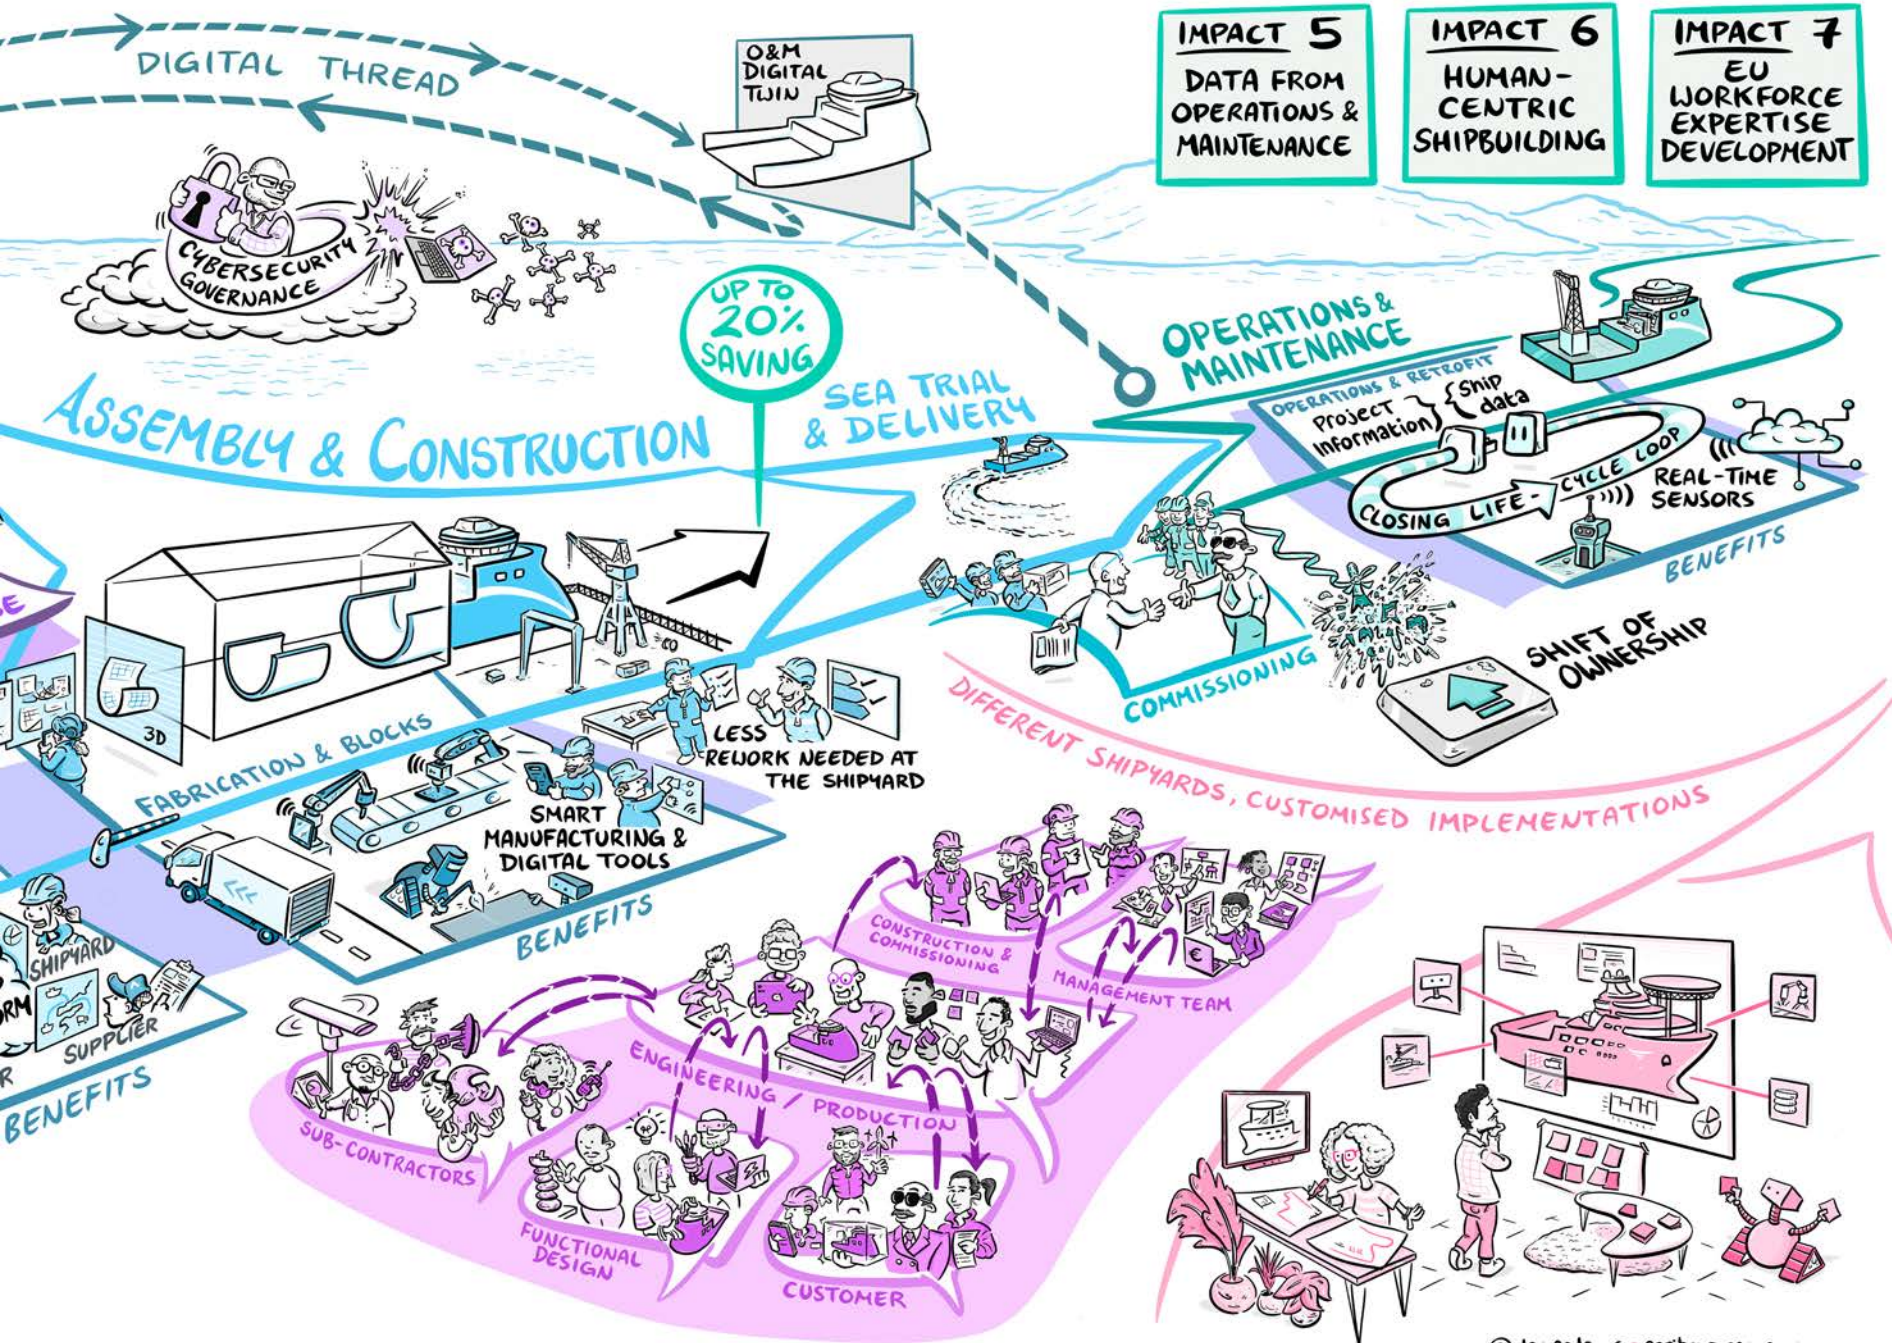 DIGITAL THREAD
O&M
DIGITAL
TWIN
IMPACT 5
DATA FROM
OPERATIONS &
MAINTENANCE
IMPACT 6
HUMAN-
CENTRIC
SHIPBUILDING
IMPACT 7
EU
WORKFORCE
EXPERTISE
DEVELOPMENT
CYBERSECURITY
GOVERNANCE
UP TO
20%
SAVING
ASSEMBLY & CONSTRUCTION
SEA TRIAL
& DELIVERY
OPERATIONS &
MAINTENANCE
OPERATIONS & RETROFIT
Project
Information
Ship
data
CLOSING LIFE-CYCLE LOOP
REAL-TIME
SENSORS
BENEFITS
COMMISSIONING
SHIFT OF
OWNERSHIP
3D
FABRICATION & BLOCKS
LESS
REWORK NEEDED AT
THE SHIPYARD
SMART
MANUFACTURING &
DIGITAL TOOLS
BENEFITS
SHIPYARD
SUPPLIER
BENEFITS
DIFFERENT SHIPYARDS, CUSTOMISED IMPLEMENTATIONS
CONSTRUCTION &
COMMISSIONING
MANAGEMENT TEAM
€
ENGINEERING / PRODUCTION
SUB-CONTRACTORS
FUNCTIONAL
DESIGN
CUSTOMER